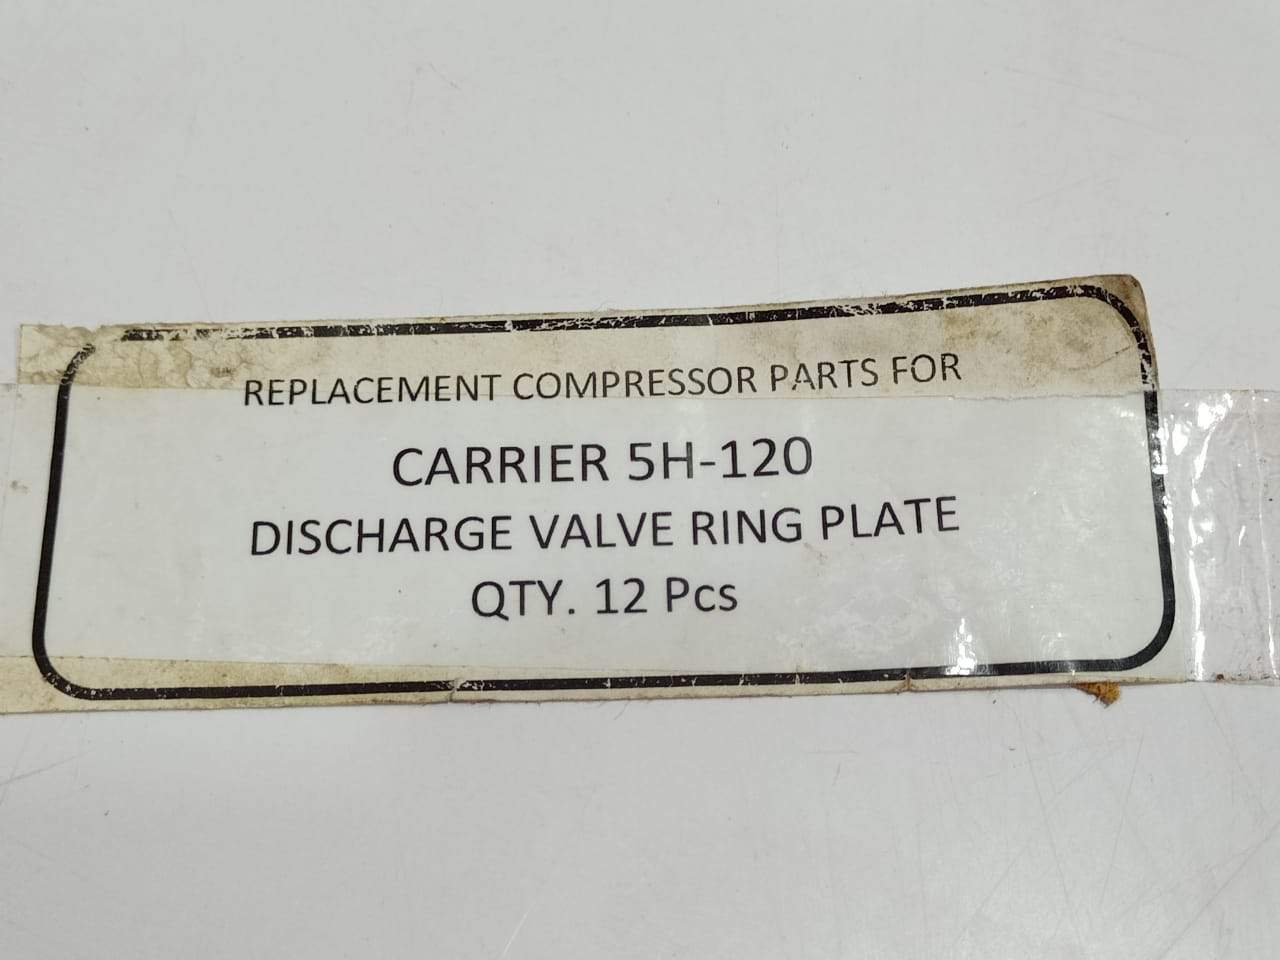 REPLACEMENT COMPRESSOR PARTS FOR
CARRIER 5H-120
DISCHARGE VALVE RING PLATE
QTY. 12 Pcs